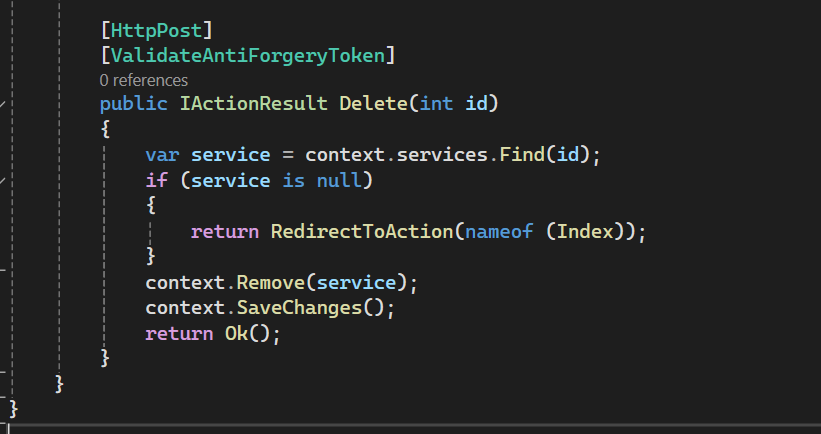 [HttpPost]
[ValidateAntiForgeryToken]
0 references
public IActionResult Delete(int id)
{
var service = context.services.Find(id);
if (service is null)
{
return RedirectToAction(nameof (Index));
}
context.Remove(service);
context.SaveChanges();
return Ok();
}
}
}